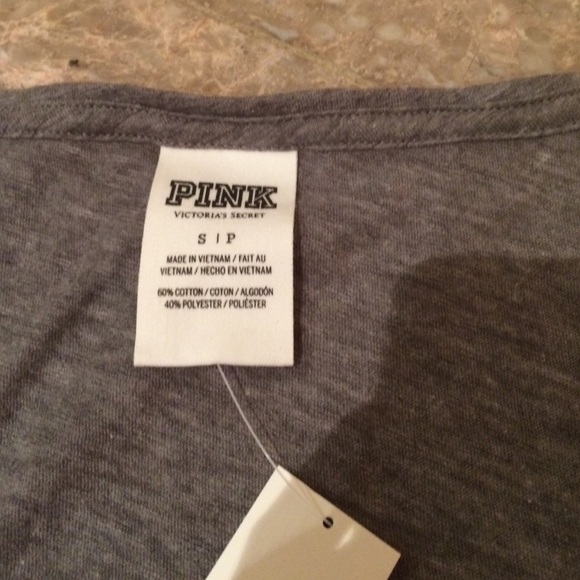 PINK
VICTORIA'S SECRET
S | P
MADE IN VIETNAM / FAIT AU
VIETNAM / HECHO EN VIETNAM
60% COTTON / COTON / ALGODÓN
40% POLYESTER / POLIÉSTER